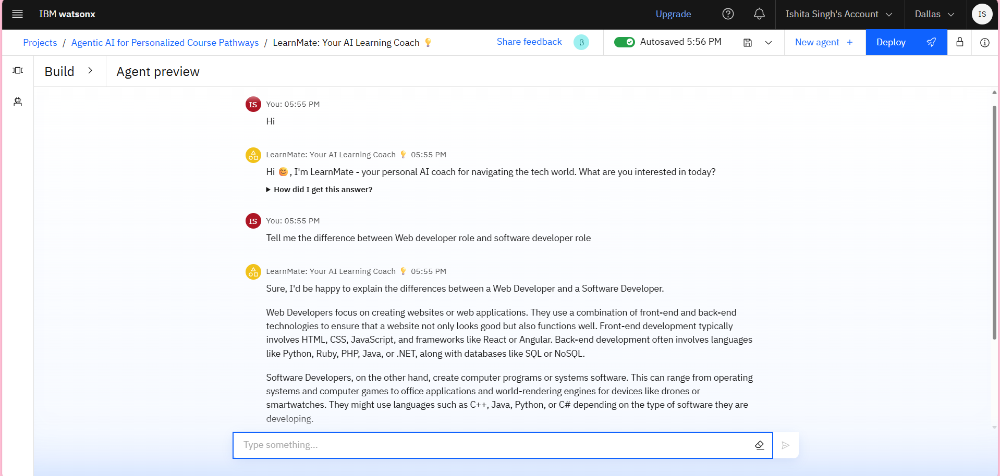 IBM watsonx
Upgrade
Ishita Singh's Account
Dallas
IS
Projects / Agentic AI for Personalized Course Pathways / LearnMate: Your AI Learning Coach 💡
Share feedback
β
Autosaved 5:56 PM
New agent +
Deploy
Build
Agent preview
IS
You: 05:55 PM
Hi
LearnMate: Your AI Learning Coach 💡 05:55 PM
Hi 😊, I'm LearnMate - your personal AI coach for navigating the tech world. What are you interested in today?
How did I get this answer?
IS
You: 05:55 PM
Tell me the difference between Web developer role and software developer role
LearnMate: Your AI Learning Coach 💡 05:55 PM
Sure, I'd be happy to explain the differences between a Web Developer and a Software Developer.
Web Developers focus on creating websites or web applications. They use a combination of front-end and back-end
technologies to ensure that a website not only looks good but also functions well. Front-end development typically
involves HTML, CSS, JavaScript, and frameworks like React or Angular. Back-end development often involves languages
like Python, Ruby, PHP, Java, or .NET, along with databases like SQL or NoSQL.
Software Developers, on the other hand, create computer programs or systems software. This can range from operating
systems and computer games to office applications and world-rendering engines for devices like drones or
smartwatches. They might use languages such as C++, Java, Python, or C# depending on the type of software they are
developing.
Type something...